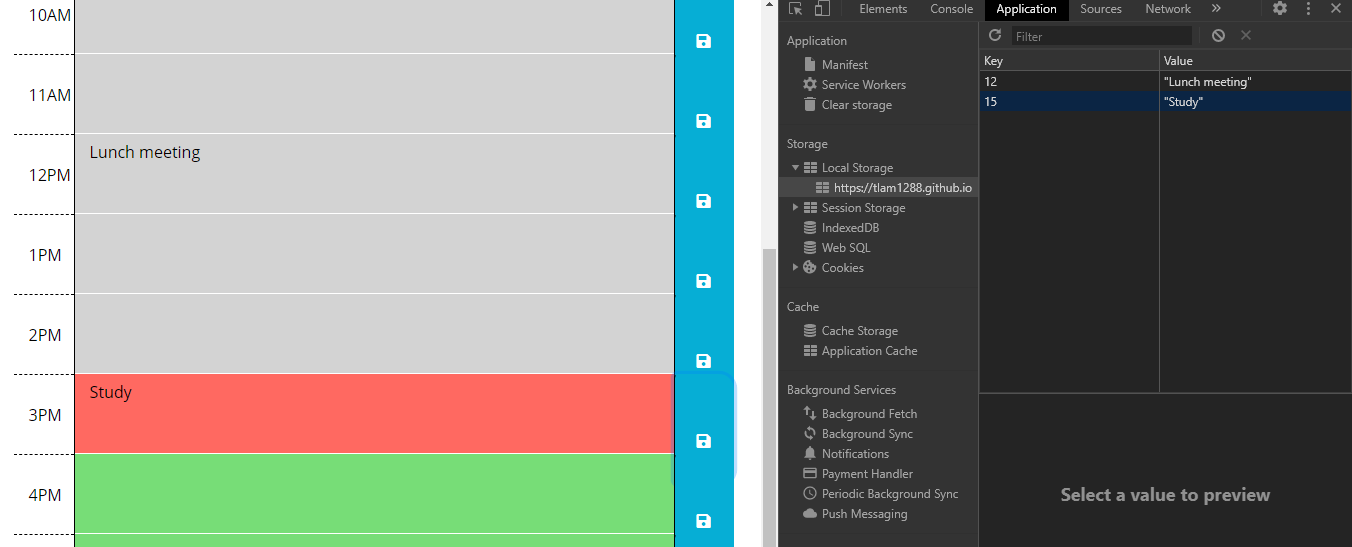 10AM
11AM
12PM
Lunch meeting
1PM
2PM
3PM
Study
4PM
Elements Console Application Sources Network
Filter
Application
Manifest
Service Workers
Clear storage
Storage
Local Storage
https://tlam1288.github.io
Session Storage
IndexedDB
Web SQL
Cookies
Cache
Cache Storage
Application Cache
Background Services
Background Fetch
Background Sync
Notifications
Payment Handler
Periodic Background Sync
Push Messaging
Key Value
12 "Lunch meeting"
15 "Study"
Select a value to preview